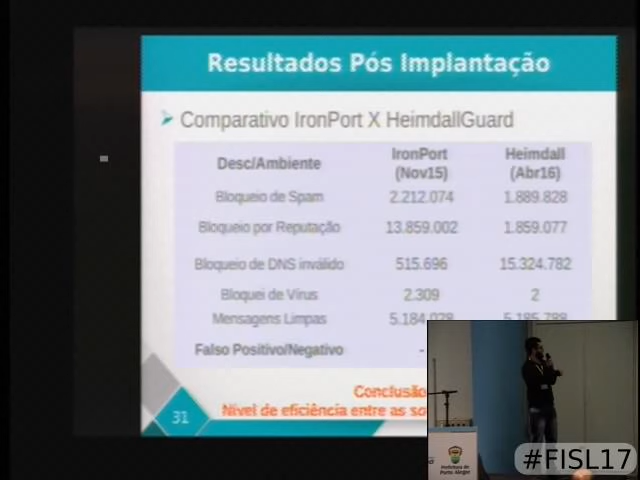 Resultados Pós Implantação
Comparativo IronPort X HeimdallGuard
Desc/Ambiente IronPort (Nov15) Heimdall (Abr16)
Bloqueio de Spam 2.212.074 1.889.828
Bloqueio por Reputação 13.859.002 1.859.077
Bloqueio de DNS inválido 515.696 15.324.782
Bloquei de Vírus 2.309 2
Mensagens Limpas 5.184.028 5.185.788
Falso Positivo/Negativo -
Conclusão
Nível de eficiência entre as so
31
Prefeitura de
Porto Alegre
#FISL17